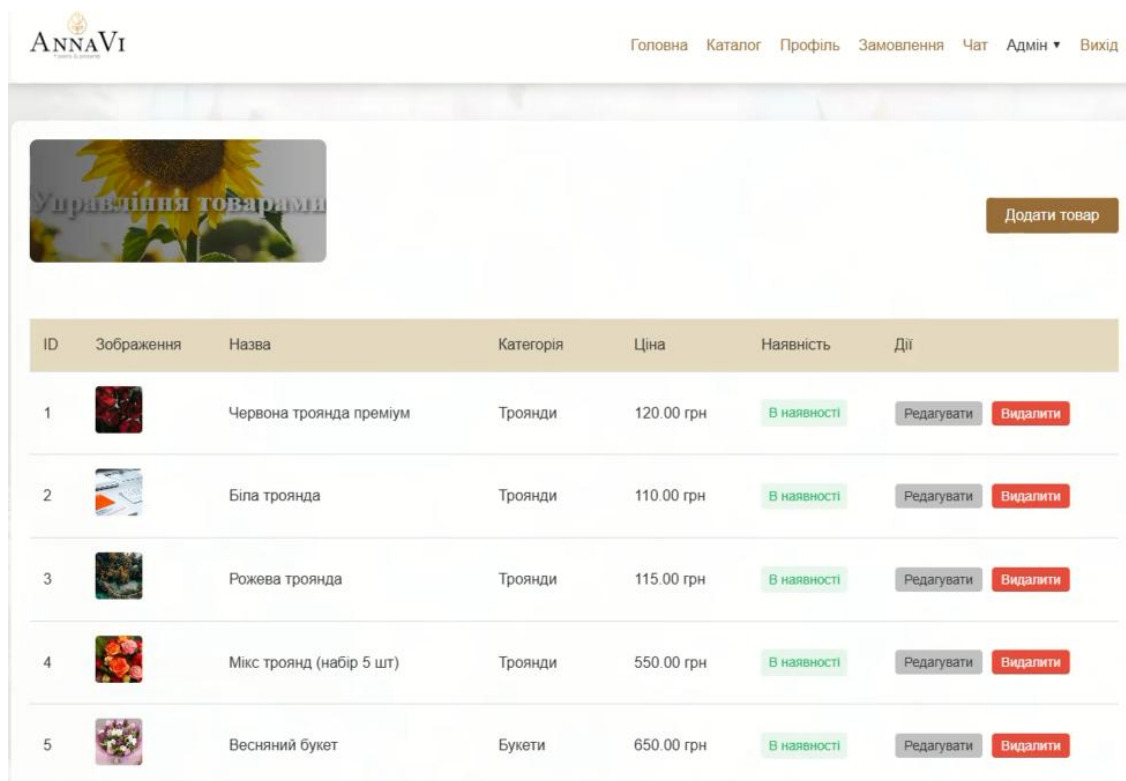 ANNAVI
Головна Каталог Профіль Замовлення Чат Адмін ▾ Вихід
Управління товарами
Додати товар
ID Зображення Назва Категорія Ціна Наявність Дії
1 Червона троянда преміум Троянди 120.00 грн В наявності Редагувати Видалити
2 Біла троянда Троянди 110.00 грн В наявності Редагувати Видалити
3 Рожева троянда Троянди 115.00 грн В наявності Редагувати Видалити
4 Мікс троянд (набір 5 шт) Троянди 550.00 грн В наявності Редагувати Видалити
5 Весняний букет Букети 650.00 грн В наявності Редагувати Видалити